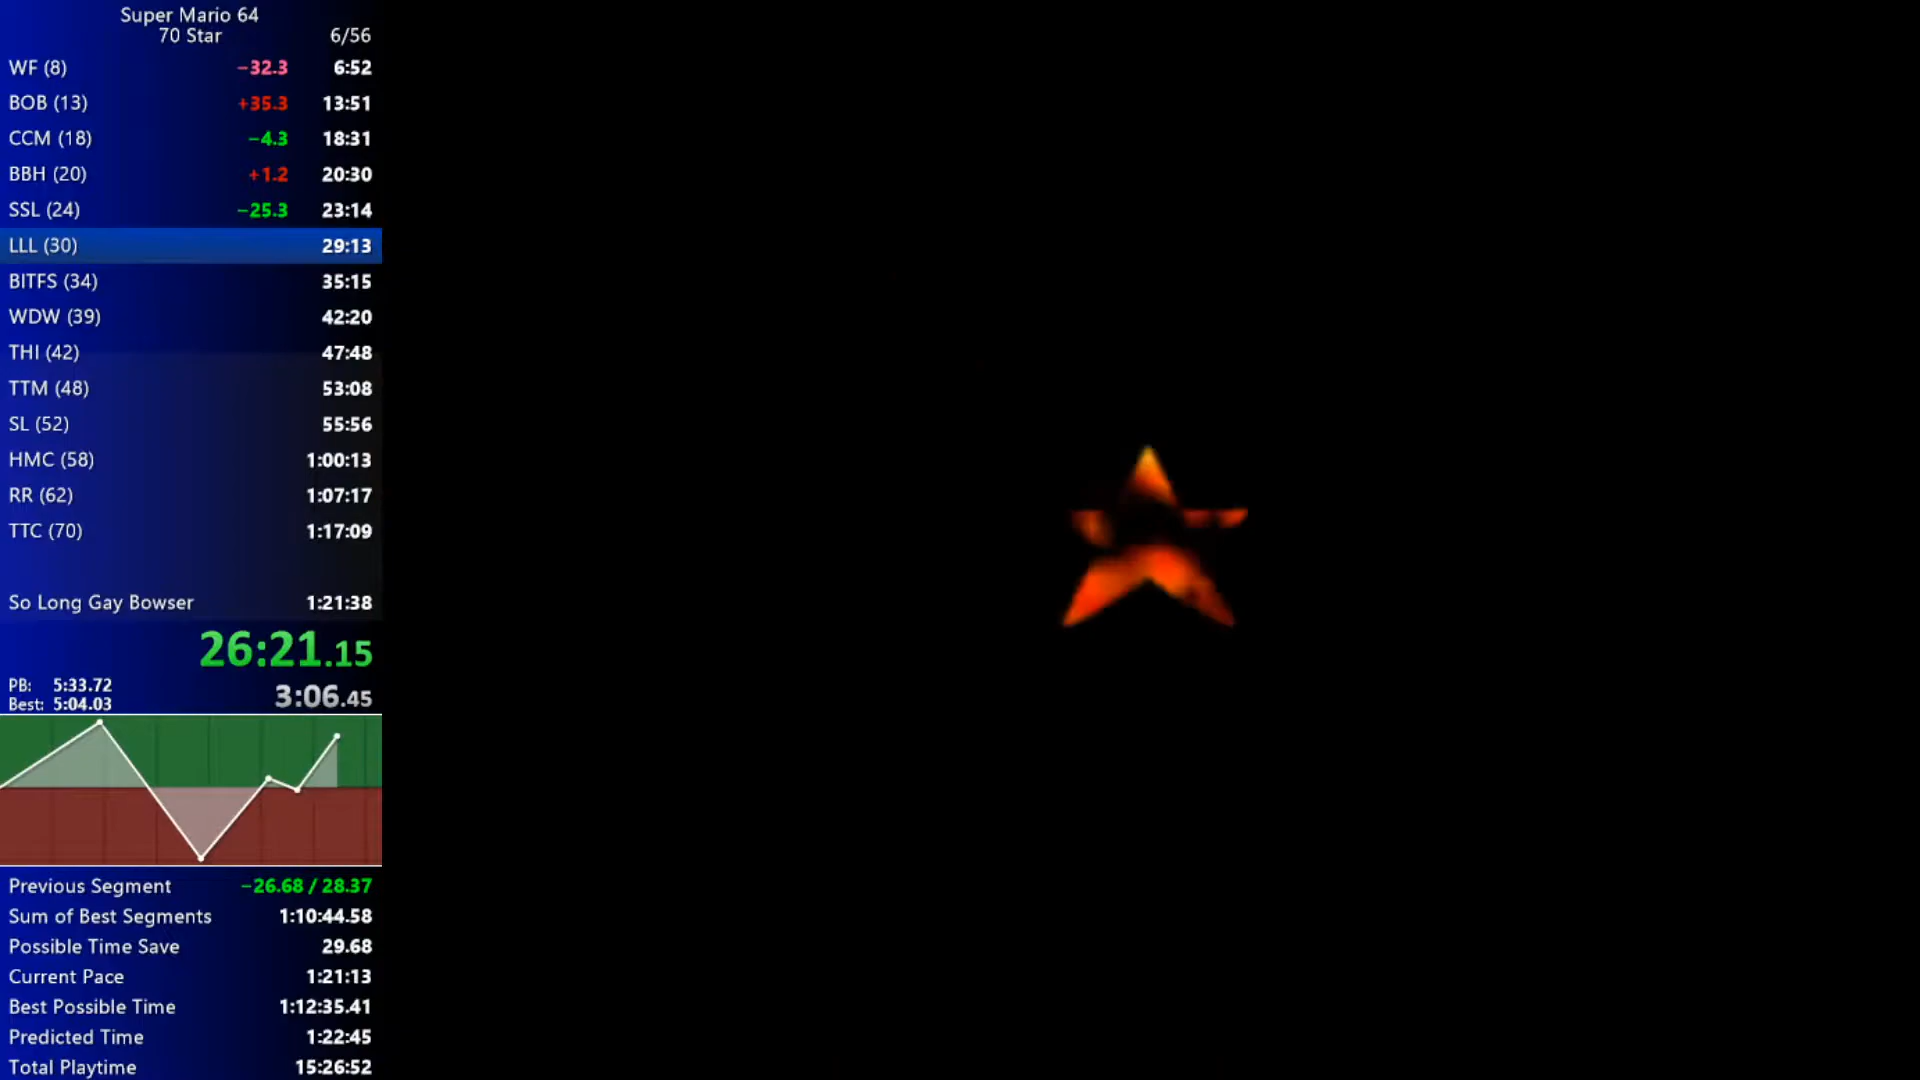 Super Mario 64
70 Star 6/56
WF (8) −32.3 6:52
BOB (13) +35.3 13:51
CCM (18) −4.3 18:31
BBH (20) +1.2 20:30
SSL (24) −25.3 23:14
LLL (30) 29:13
BITFS (34) 35:15
WDW (39) 42:20
THI (42) 47:48
TTM (48) 53:08
SL (52) 55:56
HMC (58) 1:00:13
RR (62) 1:07:17
TTC (70) 1:17:09
So Long Gay Bowser 1:21:38
26:21.15
PB: 5:33.72
Best: 5:04.03
3:06.45
Previous Segment −26.68 / 28.37
Sum of Best Segments 1:10:44.58
Possible Time Save 29.68
Current Pace 1:21:13
Best Possible Time 1:12:35.41
Predicted Time 1:22:45
Total Playtime 15:26:52